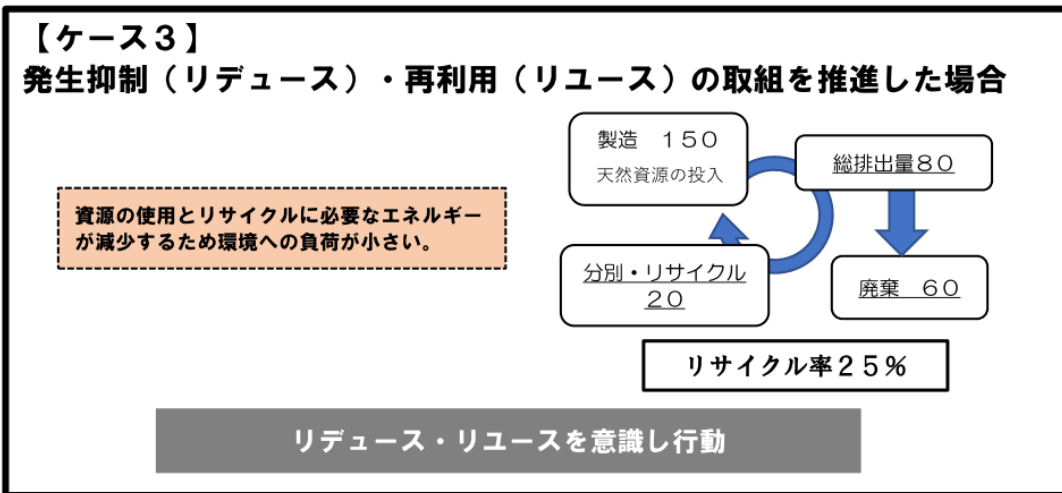 【ケース３】
発生抑制（リデュース）・再利用（リユース）の取組を推進した場合
製造　１５０
天然資源の投入
総排出量８０
資源の使用とリサイクルに必要なエネルギー
が減少するため環境への負荷が小さい。
分別・リサイクル
２０
廃棄　６０
リサイクル率２５％
リデュース・リユースを意識し行動